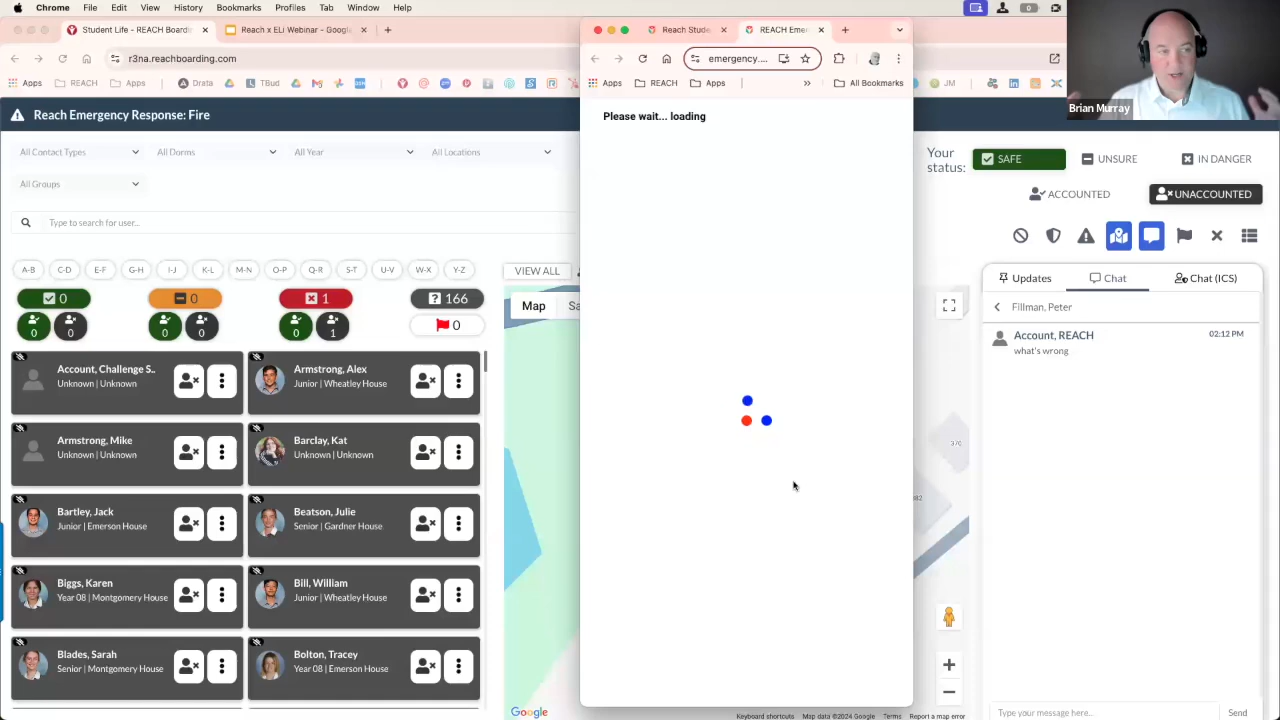 Chrome File Edit View History Bookmarks Profiles Tab Window Help
Student Life - REACH Boardin
Reach x ELi Webinar - Google
r3na.reachboarding.com
Apps REACH Apps Drata TBud
JM
Reach Emergency Response: Fire
All Contact Types All Dorms All Year All Locations
All Groups
Type to search for user...
A-B C-D E-F G-H I-J K-L M-N O-P Q-R S-T U-V W-X Y-Z
VIEW ALL
0 0 1 166
0 0 0 0 0 1 0
Account, Challenge S..
Unknown | Unknown
Armstrong, Alex
Junior | Wheatley House
Armstrong, Mike
Unknown | Unknown
Barclay, Kat
Unknown | Unknown
Bartley, Jack
Junior | Emerson House
Beatson, Julie
Senior | Gardner House
Biggs, Karen
Year 08 | Montgomery House
Bill, William
Junior | Wheatley House
Blades, Sarah
Senior | Montgomery House
Bolton, Tracey
Year 08 | Emerson House
Map Sa
Google
Reach Stude
REACH Eme
emergency....
Apps REACH Apps
All Bookmarks
Please wait... loading
376
382
Keyboard shortcuts Map data ©2024 Google Terms Report a map error
Brian Murray
Your
status:
SAFE UNSURE IN DANGER
ACCOUNTED UNACCOUNTED
Updates Chat Chat (ICS)
Fillman, Peter
Account, REACH 02:12 PM
what's wrong
Type your message here... Send